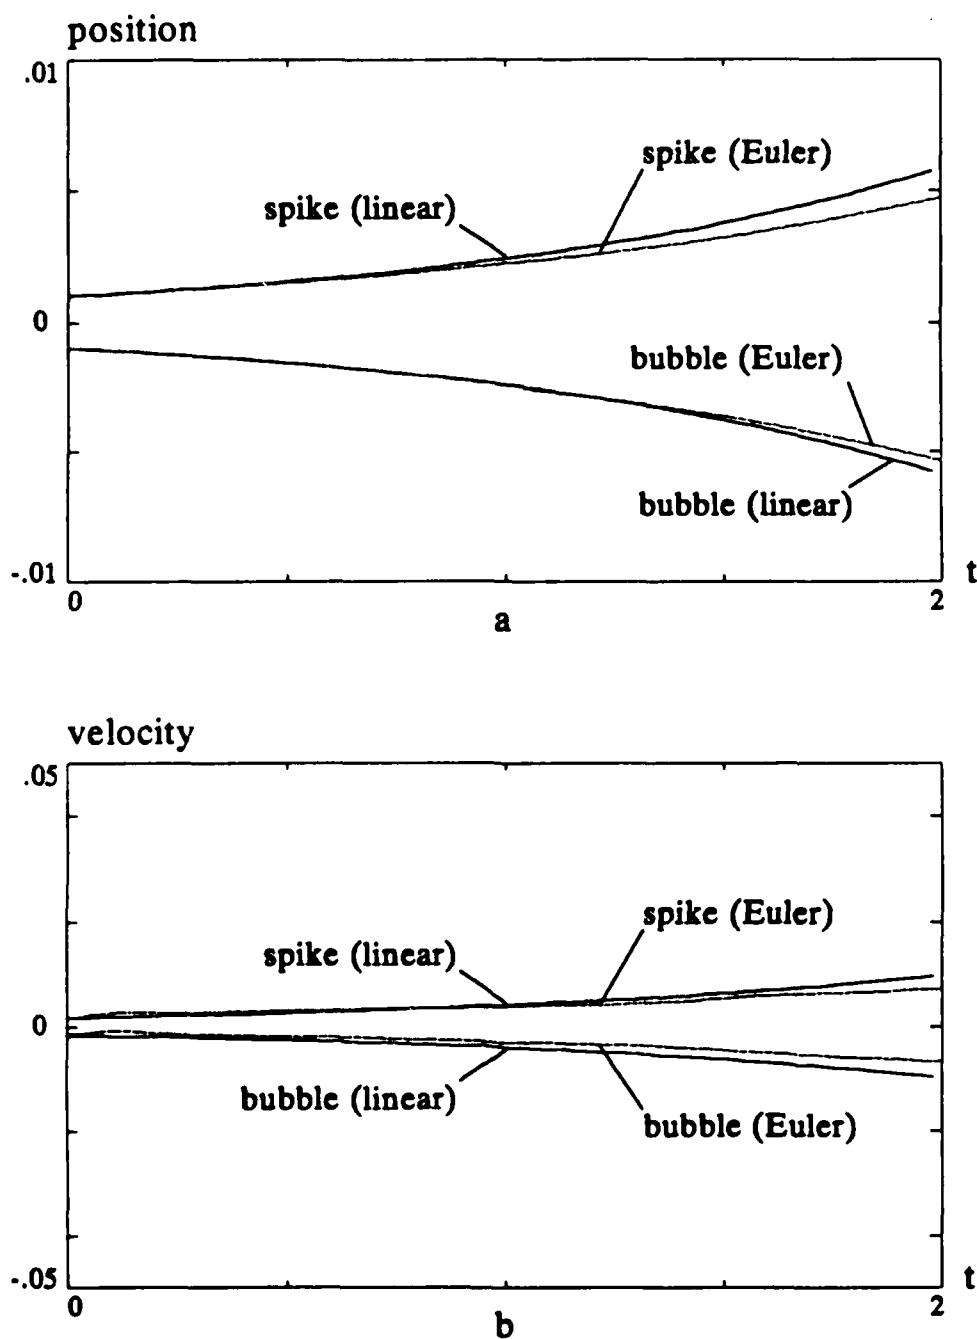 position
.01
spike (Euler)
spike (linear)
0
bubble (Euler)
bubble (linear)
-.01
t
0
2
a
velocity
.05
spike (Euler)
spike (linear)
0
bubble (linear)
bubble (Euler)
-.05
t
0
2
b